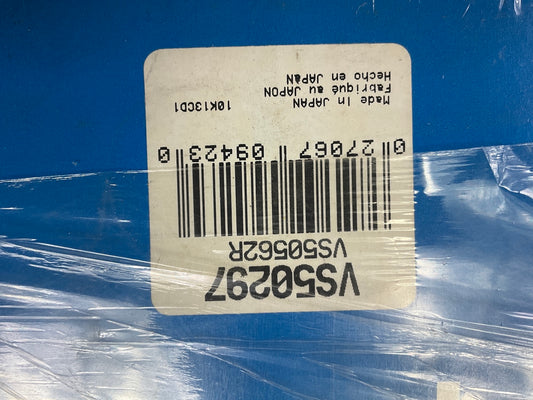 VS50297
VS50562R
0 27067 09423 0
Made In JAPAN
Fabriqué au JAPON
Hecho en JAPAN
10K13CD1